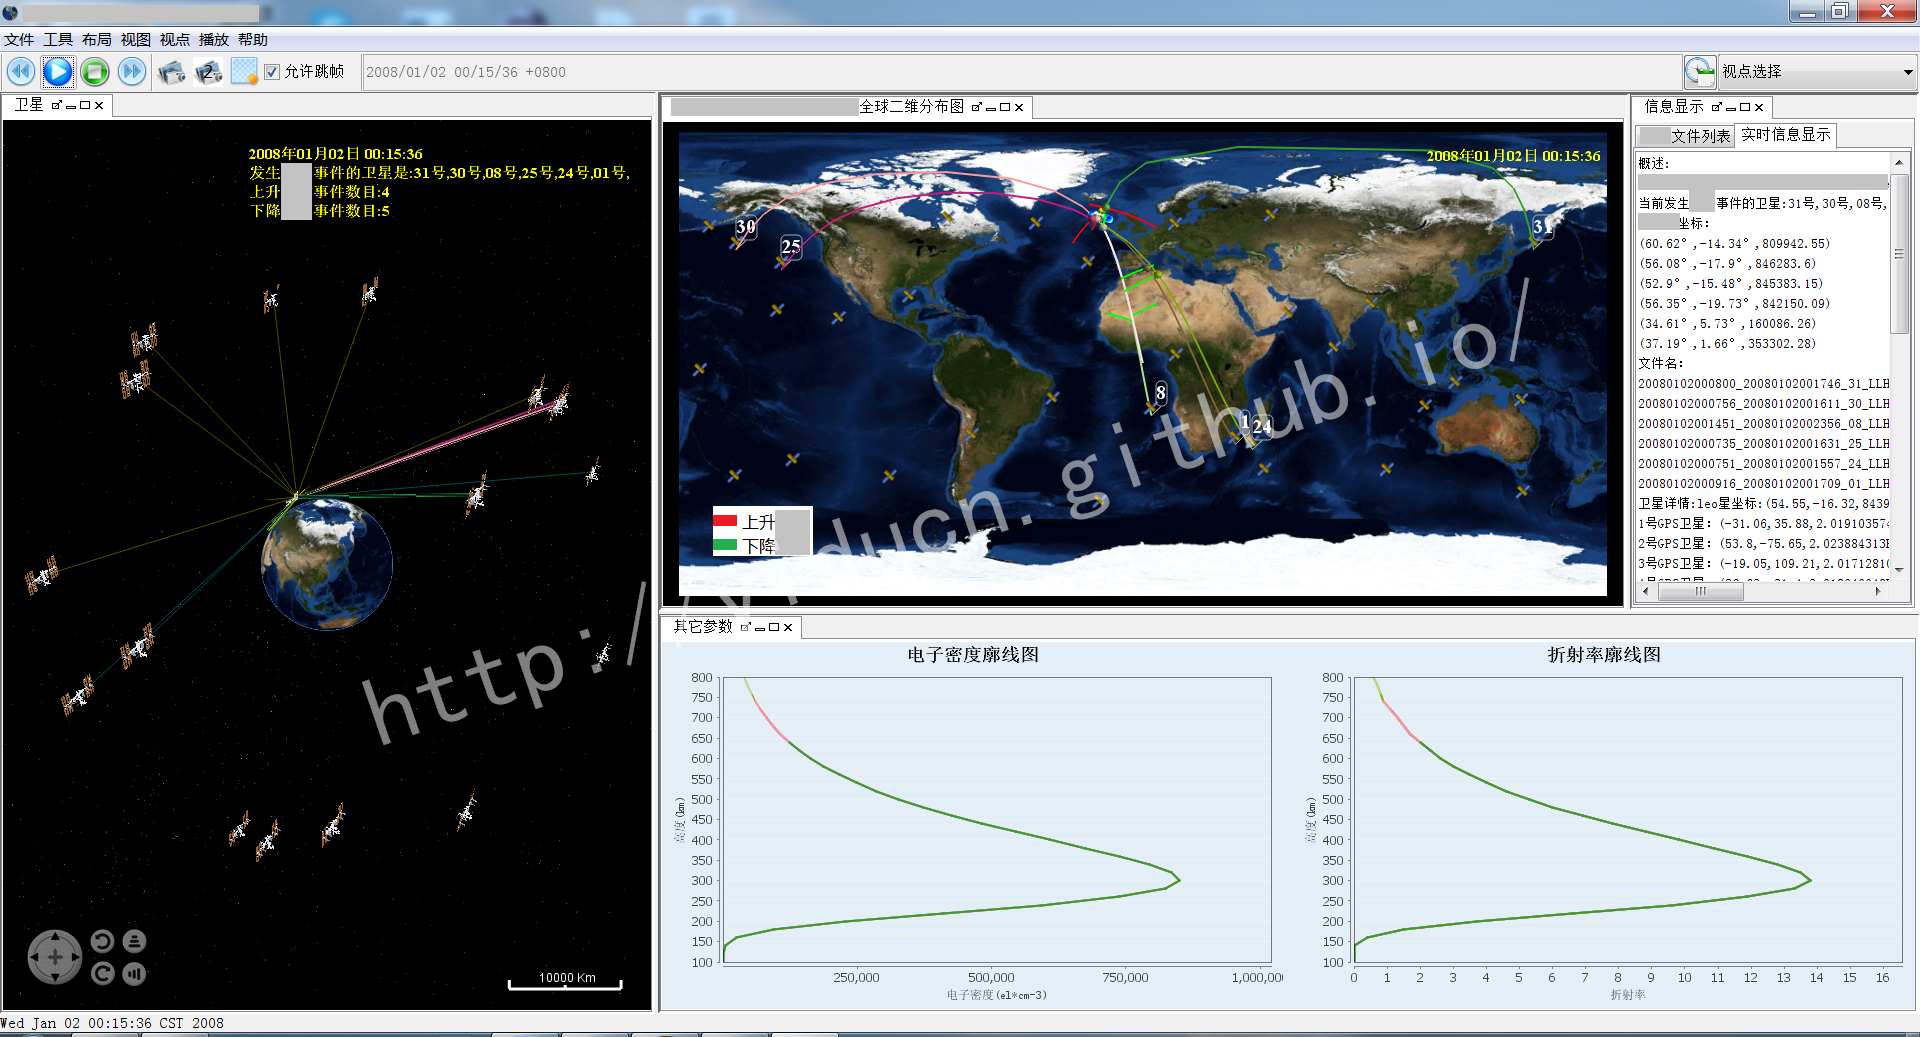 文件 工具 布局 视图 视点 播放 帮助
允许跳帧
2008/01/02 00/15/36 +0800
视点选择
卫星
2008年01月02日 00:15:36
发生 事件的卫星是:31号,30号,08号,25号,24号,01号,
上升 事件数目:4
下降 事件数目:5
10000 Km
全球二维分布图
2008年01月02日 00:15:36
30
25
31
8
1
24
上升
下降
信息显示
文件列表 实时信息显示
概述:
当前发生 事件的卫星:31号,30号,08号,
坐标:
(60.62°,-14.34°,809942.55)
(56.08°,-17.9°,846283.6)
(52.9°,-15.48°,845383.15)
(56.35°,-19.73°,842150.09)
(34.61°,5.73°,160086.26)
(37.19°,1.66°,353302.28)
文件名:
20080102000800_20080102001746_31_LLH
20080102000756_20080102001611_30_LLH
20080102001451_20080102002356_08_LLH
20080102000735_20080102001631_25_LLH
20080102000751_20080102001557_24_LLH
20080102000916_20080102001709_01_LLH
卫星详情:leo星坐标:(54.55,-16.32,8439
1号GPS卫星: (-31.06,35.88,2.019103574
2号GPS卫星: (53.8,-75.65,2.023884313E
3号GPS卫星: (-19.05,109.21,2.0171281(
其它参数
电子密度廓线图
800
750
700
650
600
550
500
450
400
350
300
250
200
150
100
高度(km)
250,000 500,000 750,000 1,000,00
电子密度(el*cm-3)
折射率廓线图
800
750
700
650
600
550
500
450
400
350
300
250
200
150
100
高度(km)
0 1 2 3 4 5 6 7 8 9 10 11 12 13 14 15 16
折射率
Wed Jan 02 00:15:36 CST 2008